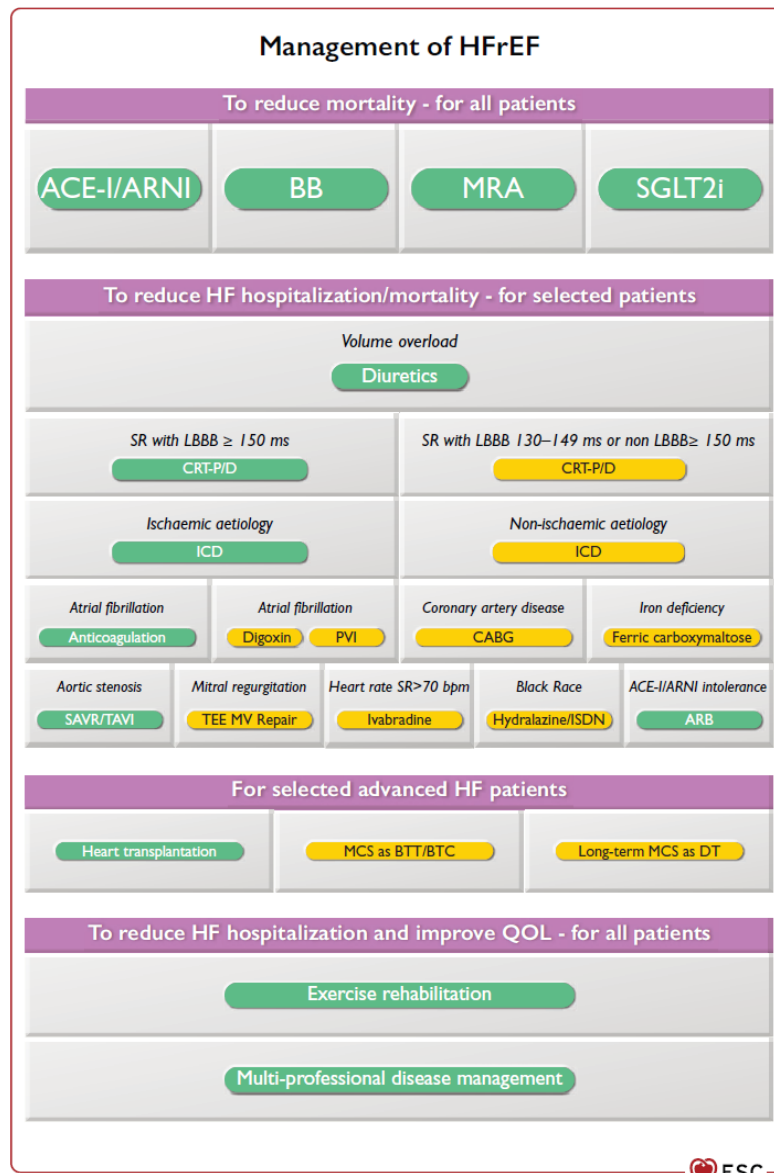 Management of HFrEF
To reduce mortality - for all patients
ACE-I/ARNI
BB
MRA
SGLT2i
To reduce HF hospitalization/mortality - for selected patients
Volume overload
Diuretics
SR with LBBB ≥ 150 ms
CRT-P/D
SR with LBBB 130–149 ms or non LBBB≥ 150 ms
CRT-P/D
Ischaemic aetiology
ICD
Non-ischaemic aetiology
ICD
Atrial fibrillation
Anticoagulation
Atrial fibrillation
Digoxin
PVI
Coronary artery disease
CABG
Iron deficiency
Ferric carboxymaltose
Aortic stenosis
SAVR/TAVI
Mitral regurgitation
TEE MV Repair
Heart rate SR>70 bpm
Ivabradine
Black Race
Hydralazine/ISDN
ACE-I/ARNI intolerance
ARB
For selected advanced HF patients
Heart transplantation
MCS as BTT/BTC
Long-term MCS as DT
To reduce HF hospitalization and improve QOL - for all patients
Exercise rehabilitation
Multi-professional disease management
ESC